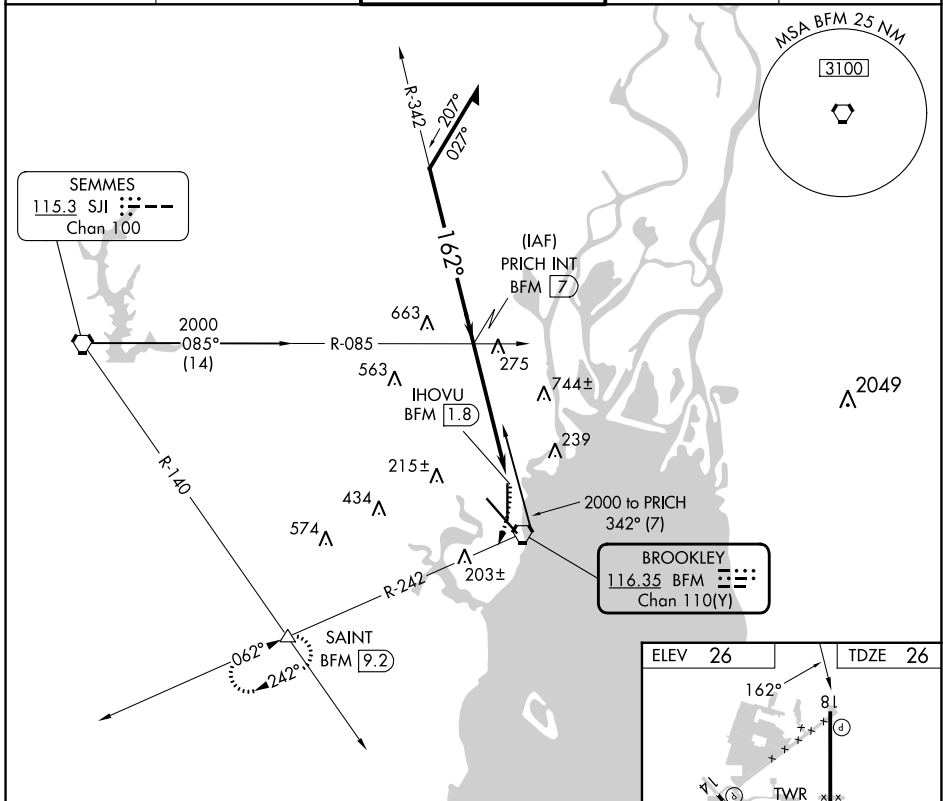 MSA BFM 25 NM
3100
R-342
207°
027°
SEMMES
115.3 SJI
Chan 100
162°
(IAF)
PRICH INT
BFM 7
663
2000
085°
(14)
R-085
275
563
744±
2049
IHOVU
BFM 1.8
239
215±
R-140
434
2000 to PRICH
342° (7)
574
BROOKLEY
116.35 BFM
Chan 110(Y)
203±
R-242
SAINT
BFM 9.2
062°
242°
ELEV 26
TDZE 26
162°
18
P
14
TWR